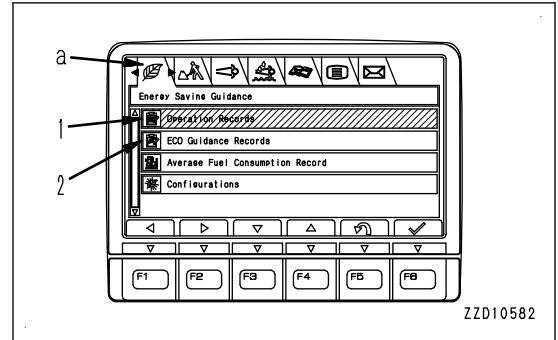 a
Energy Saving Guidance
1
Operation Records
2
ECO Guidance Records
Average Fuel Consumption Record
Configurations
F1 F2 F3 F4 F5 F6
ZZD10582